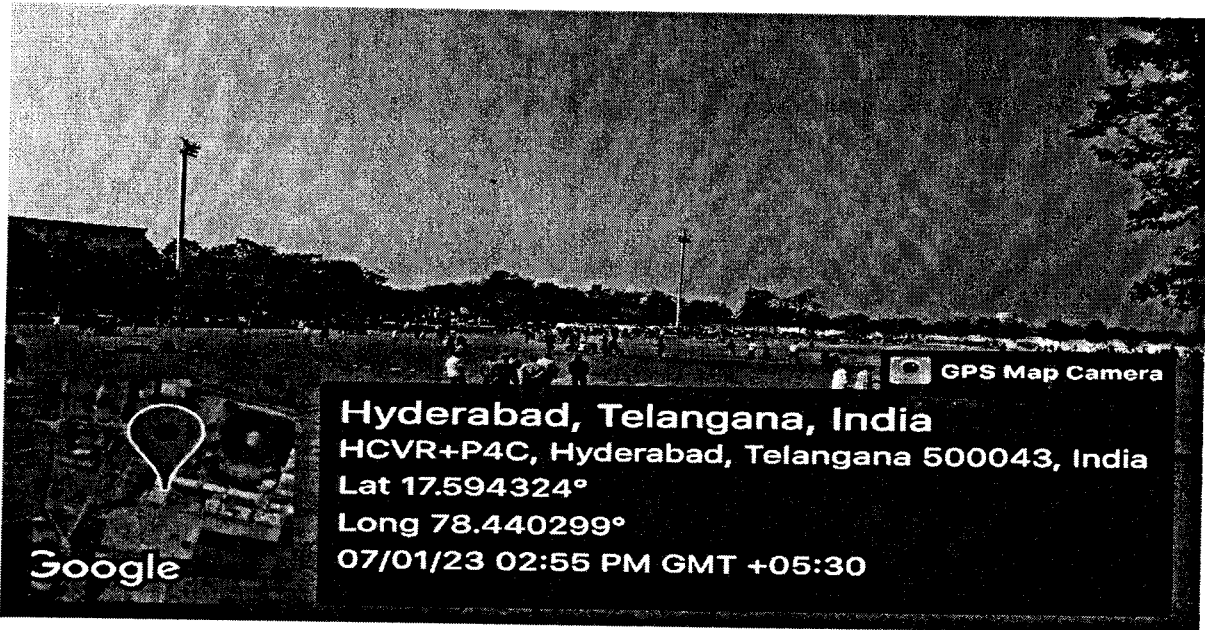 GPS Map Camera
Hyderabad, Telangana, India
HCVR+P4C, Hyderabad, Telangana 500043, India
Lat 17.594324°
Long 78.440299°
07/01/23 02:55 PM GMT +05:30
Google